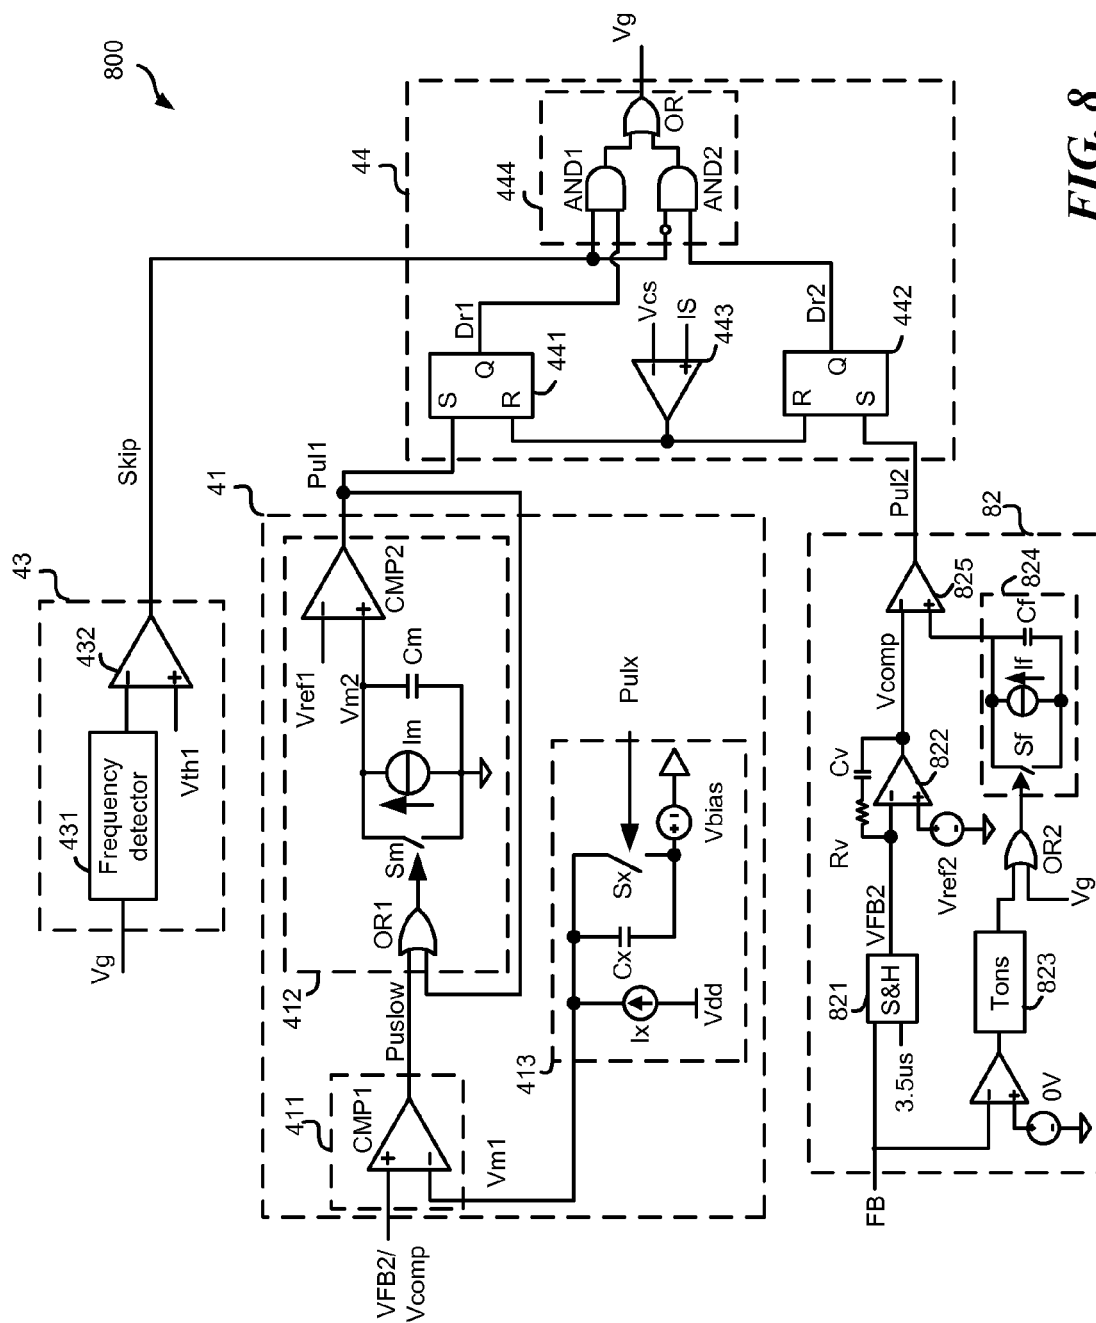 800
Vg
44
444
AND1
OR
AND2
Skip
43
432
431
Frequency
detector
Vth1
Vg
Dr1
S
Q
R
441
Vcs
IS
443
Dr2
442
R
Q
S
Pul1
41
CMP2
Vref1
Vm2
Cm
Im
Sm
OR1
412
Puslow
411
CMP1
Vm1
VFB2/
Vcomp
413
Pulx
Sx
Cx
Ix
Vdd
Vbias
Pul2
82
824
825
Cf
If
Sf
Vcomp
Cv
Rv
822
Vref2
VFB2
OR2
Vg
821
S&H
3.5us
Tons
823
0V
FB
FIG. 8